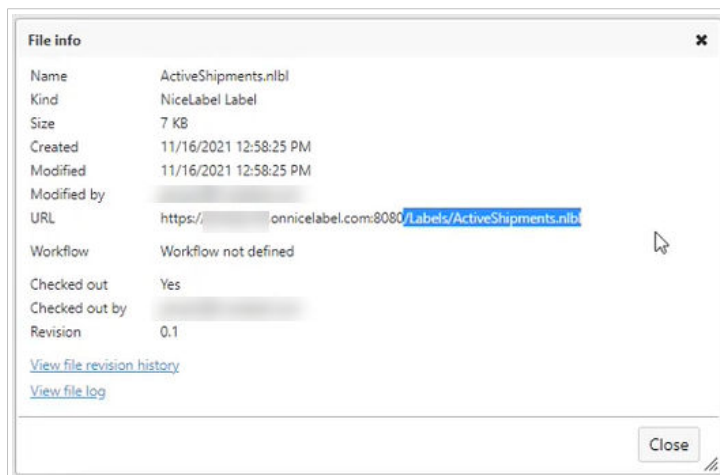 File info
Name ActiveShipments.nlbl
Kind NiceLabel Label
Size 7 KB
Created 11/16/2021 12:58:25 PM
Modified 11/16/2021 12:58:25 PM
Modified by
URL https:// onnicelabel.com:8080/Labels/ActiveShipments.nlbl
Workflow Workflow not defined
Checked out Yes
Checked out by
Revision 0.1
View file revision history
View file log
Close